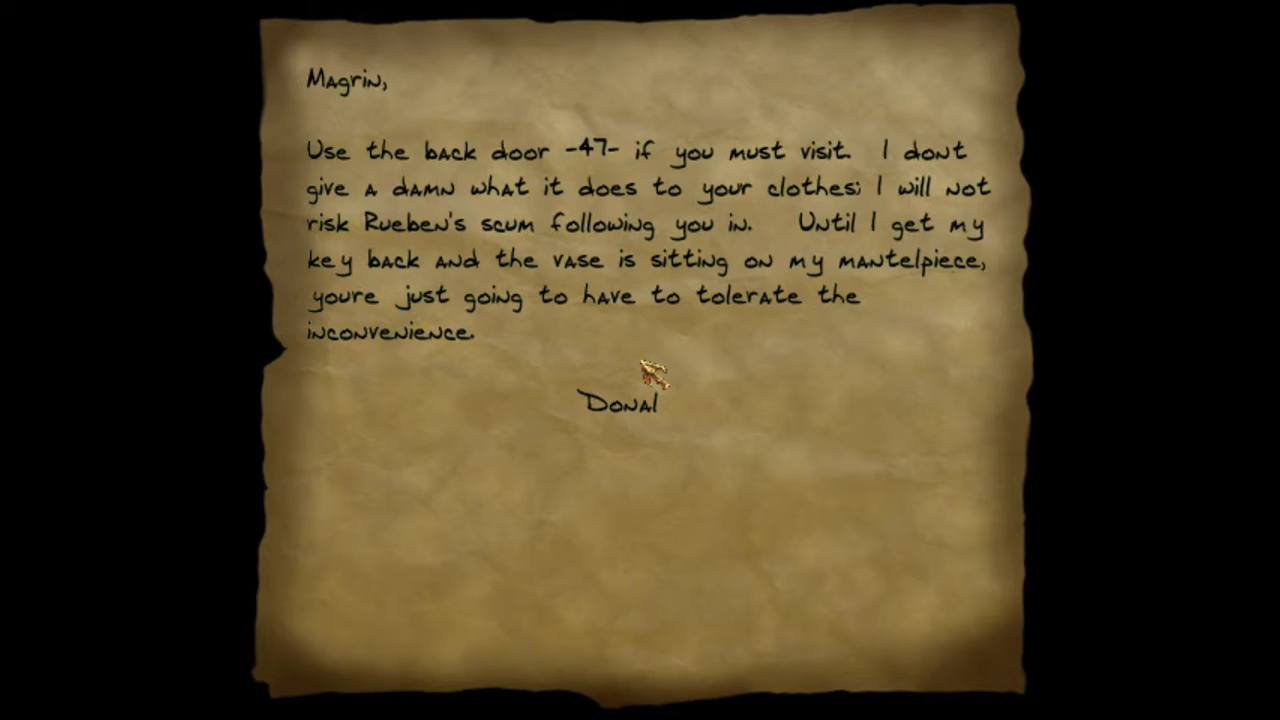 Magrin,
Use the back door -47- if you must visit. I dont
give a damn what it does to your clothes; I will not
risk Rueben's scum following you in. Until I get my
key back and the vase is sitting on my mantelpiece,
youre just going to have to tolerate the
inconvenience.
Donal